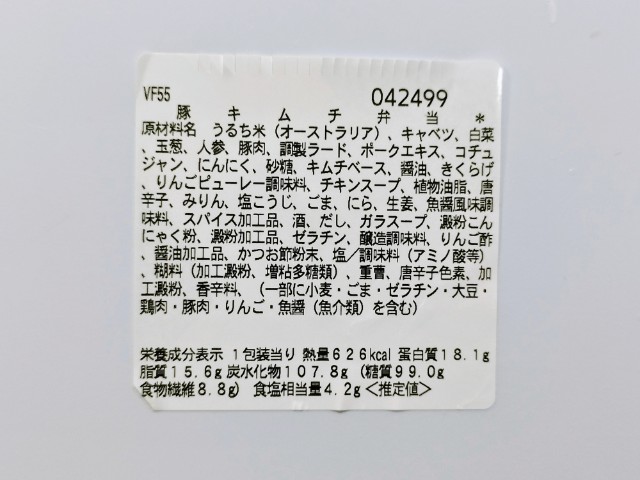 VF55
042499
豚キムチ弁当*
原材料名 うるち米(オーストラリア)、キャベツ、白菜
、玉葱、人参、豚肉、調製ラード、ポークエキス、コチュ
ジャン、にんにく、砂糖、キムチベース、醤油、きくらげ
、りんごピューレー調味料、チキンスープ、植物油脂、唐
辛子、みりん、塩こうじ、ごま、にら、生姜、魚醤風味調
味料、スパイス加工品、酒、だし、ガラスープ、澱粉こん
にゃく粉、澱粉加工品、ゼラチン、醸造調味料、りんご酢
、醤油加工品、かつお節粉末、塩/調味料(アミノ酸等)
、糊料(加工澱粉、増粘多糖類)、重曹、唐辛子色素、加
工澱粉、香辛料、(一部に小麦・ごま・ゼラチン・大豆・
鶏肉・豚肉・りんご・魚醤(魚介類)を含む)
栄養成分表示 1包装当り 熱量626kcal 蛋白質18.1g
脂質15.6g 炭水化物107.8g(糖質99.0g
食物繊維8.8g) 食塩相当量4.2g<推定値>